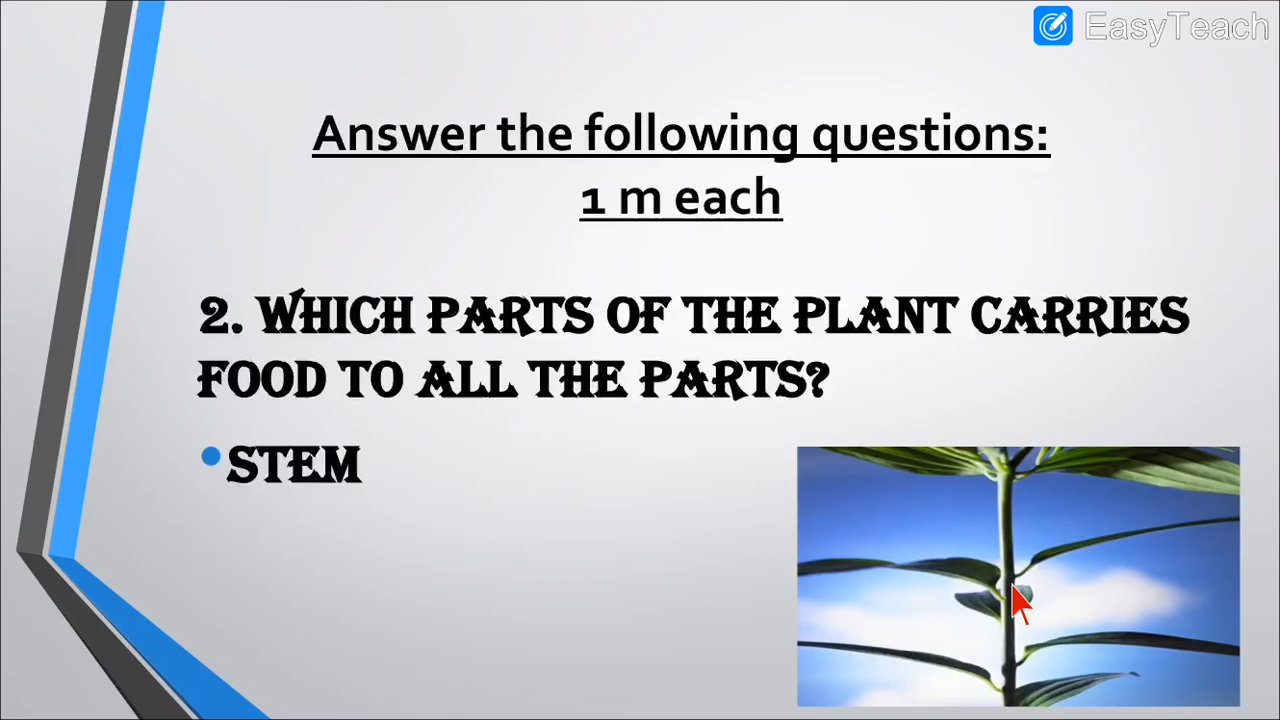 EasyTeach
Answer the following questions:
1 m each
2. WHICH PARTS OF THE PLANT CARRIES
FOOD TO ALL THE PARTS?
•STEM